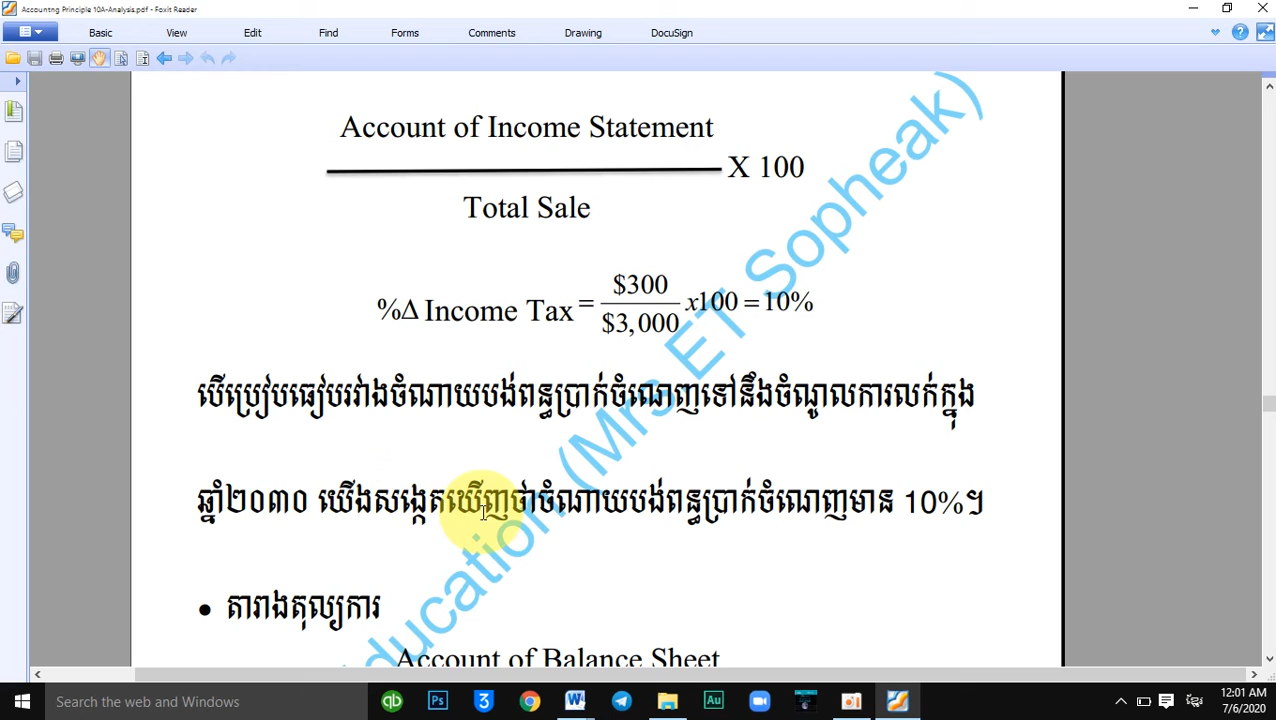 Accountng Principle 10A-Analysis.pdf - Foxit Reader
Basic View Edit Find Forms Comments Drawing DocuSign
Account of Income Statement
X 100
Total Sale
%Δ Income Tax = $300 / $3,000 x100 = 10%
បើប្រៀបធៀបរវាងចំណាយបង់ពន្ធប្រាក់ចំណេញទៅនឹងចំណូលការលក់ក្នុង
ឆ្នាំ២០៣០ យើងសង្កេតឃើញថាចំណាយបង់ពន្ធប្រាក់ចំណេញមាន 10%។
• តារាងតុល្យការ
Account of Balance Sheet
ducation (Mrs ET Sopheak)
Search the web and Windows
12:01 AM
7/6/2020